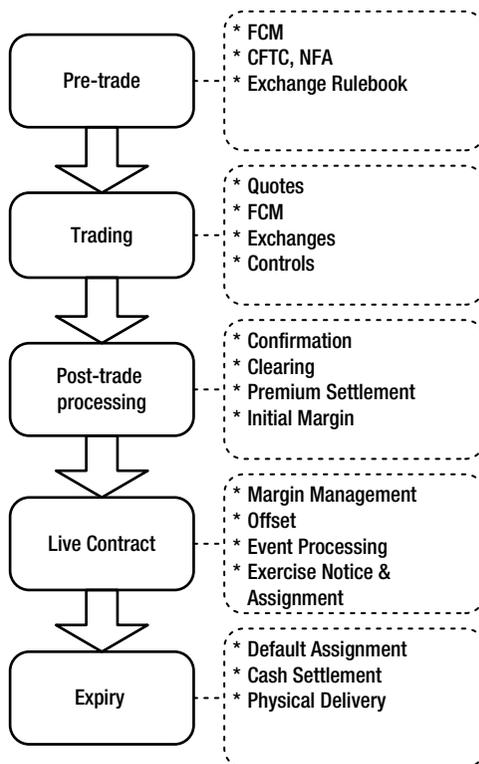 Pre-trade
* FCM
* CFTC, NFA
* Exchange Rulebook
Trading
* Quotes
* FCM
* Exchanges
* Controls
Post-trade
processing
* Confirmation
* Clearing
* Premium Settlement
* Initial Margin
Live Contract
* Margin Management
* Offset
* Event Processing
* Exercise Notice &
Assignment
Expiry
* Default Assignment
* Cash Settlement
* Physical Delivery